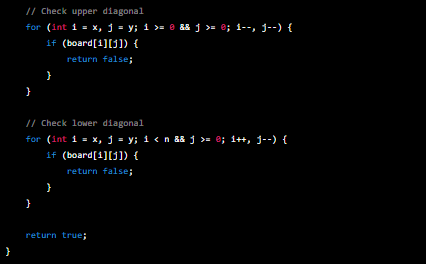 // Check upper diagonal
for (int i = x, j = y; i >= 0 && j >= 0; i--, j--) {
if (board[i][j]) {
return false;
}
}
// Check lower diagonal
for (int i = x, j = y; i < n && j >= 0; i++, j--) {
if (board[i][j]) {
return false;
}
}
return true;
}